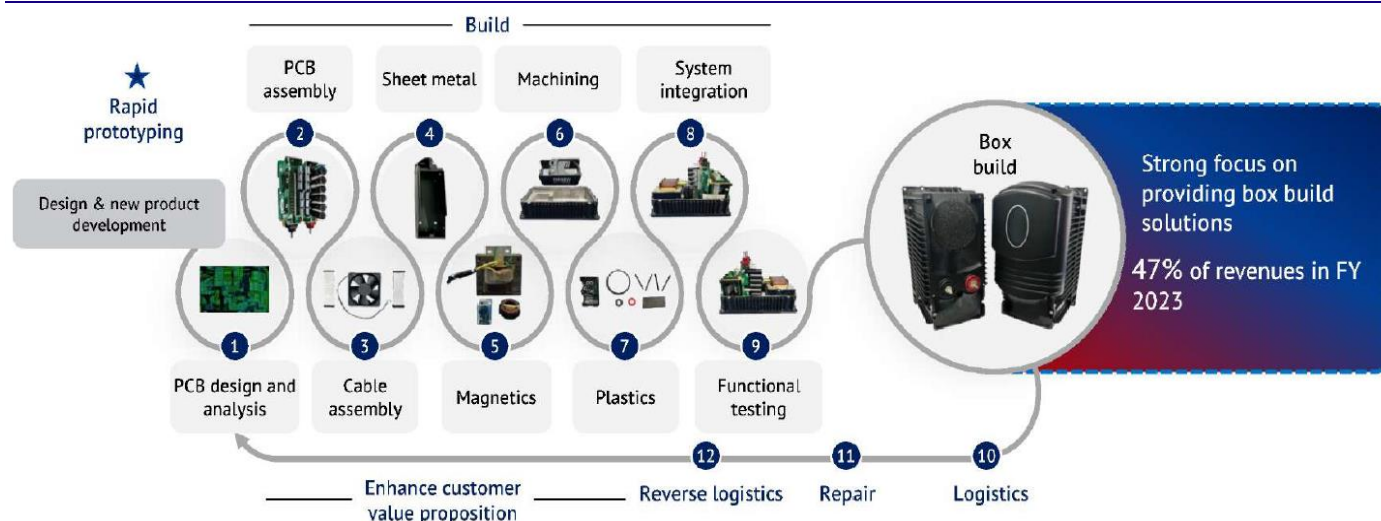 Build
Rapid
prototyping
Design & new product
development
PCB
assembly
Sheet metal
Machining
System
integration
2
4
6
8
1
3
5
7
9
PCB design and
analysis
Cable
assembly
Magnetics
Plastics
Functional
testing
Box
build
Strong focus on
providing box build
solutions
47% of revenues in FY
2023
12
11
10
Enhance customer
value proposition
Reverse logistics
Repair
Logistics